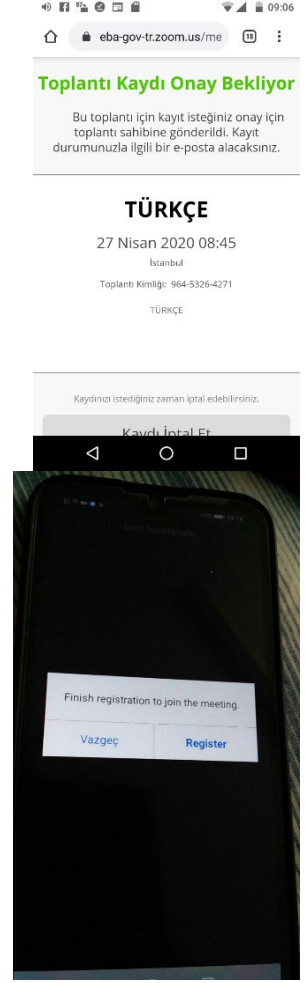 09:06
eba-gov-tr.zoom.us/me
18
Toplantı Kaydı Onay Bekliyor
Bu toplantı için kayıt isteğiniz onay için
toplantı sahibine gönderildi. Kayıt
durumunuzla ilgili bir e-posta alacaksınız.
TÜRKÇE
27 Nisan 2020 08:45
İstanbul
Toplantı Kimliği: 964-5326-4271
TÜRKÇE
Kaydınızı istediğiniz zaman iptal edebilirsiniz.
Kaydı İptal Et
Finish registration to join the meeting.
Vazgeç
Register